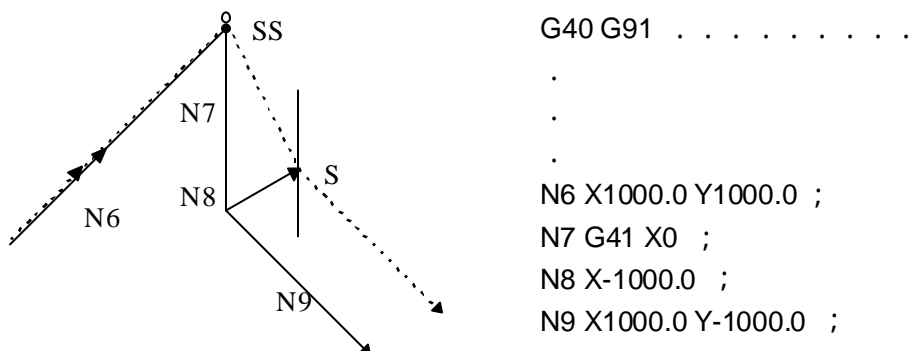 SS
N7
N8
S
N6
N9
G40 G91 . . . . . . . . . .
.
.
.
N6 X1000.0 Y1000.0 ;
N7 G41 X0 ;
N8 X-1000.0 ;
N9 X1000.0 Y-1000.0 ;